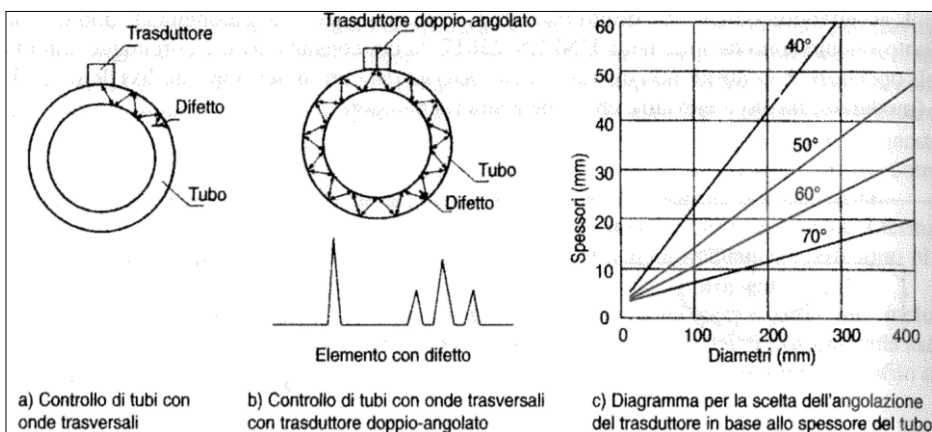 Trasduttore
Difetto
Tubo
a) Controllo di tubi con
onde trasversali
Trasduttore doppio-angolato
Tubo
Difetto
Elemento con difetto
b) Controllo di tubi con onde trasversali
con trasduttore doppio-angolato
Spessori (mm)
60
50
40
30
20
10
0
40°
50°
60°
70°
0 100 200 300 400
Diametri (mm)
c) Diagramma per la scelta dell'angolazione
del trasduttore in base allo spessore del tubo